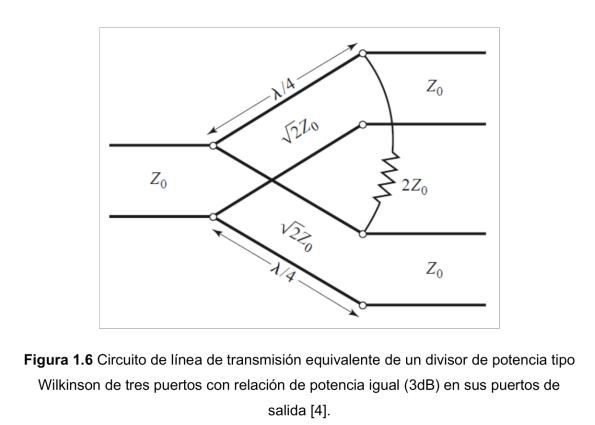 λ/4
Z₀
√2Z₀
Z₀
2Z₀
√2Z₀
λ/4
Z₀
Figura 1.6 Circuito de línea de transmisión equivalente de un divisor de potencia tipo
Wilkinson de tres puertos con relación de potencia igual (3dB) en sus puertos de
salida [4].